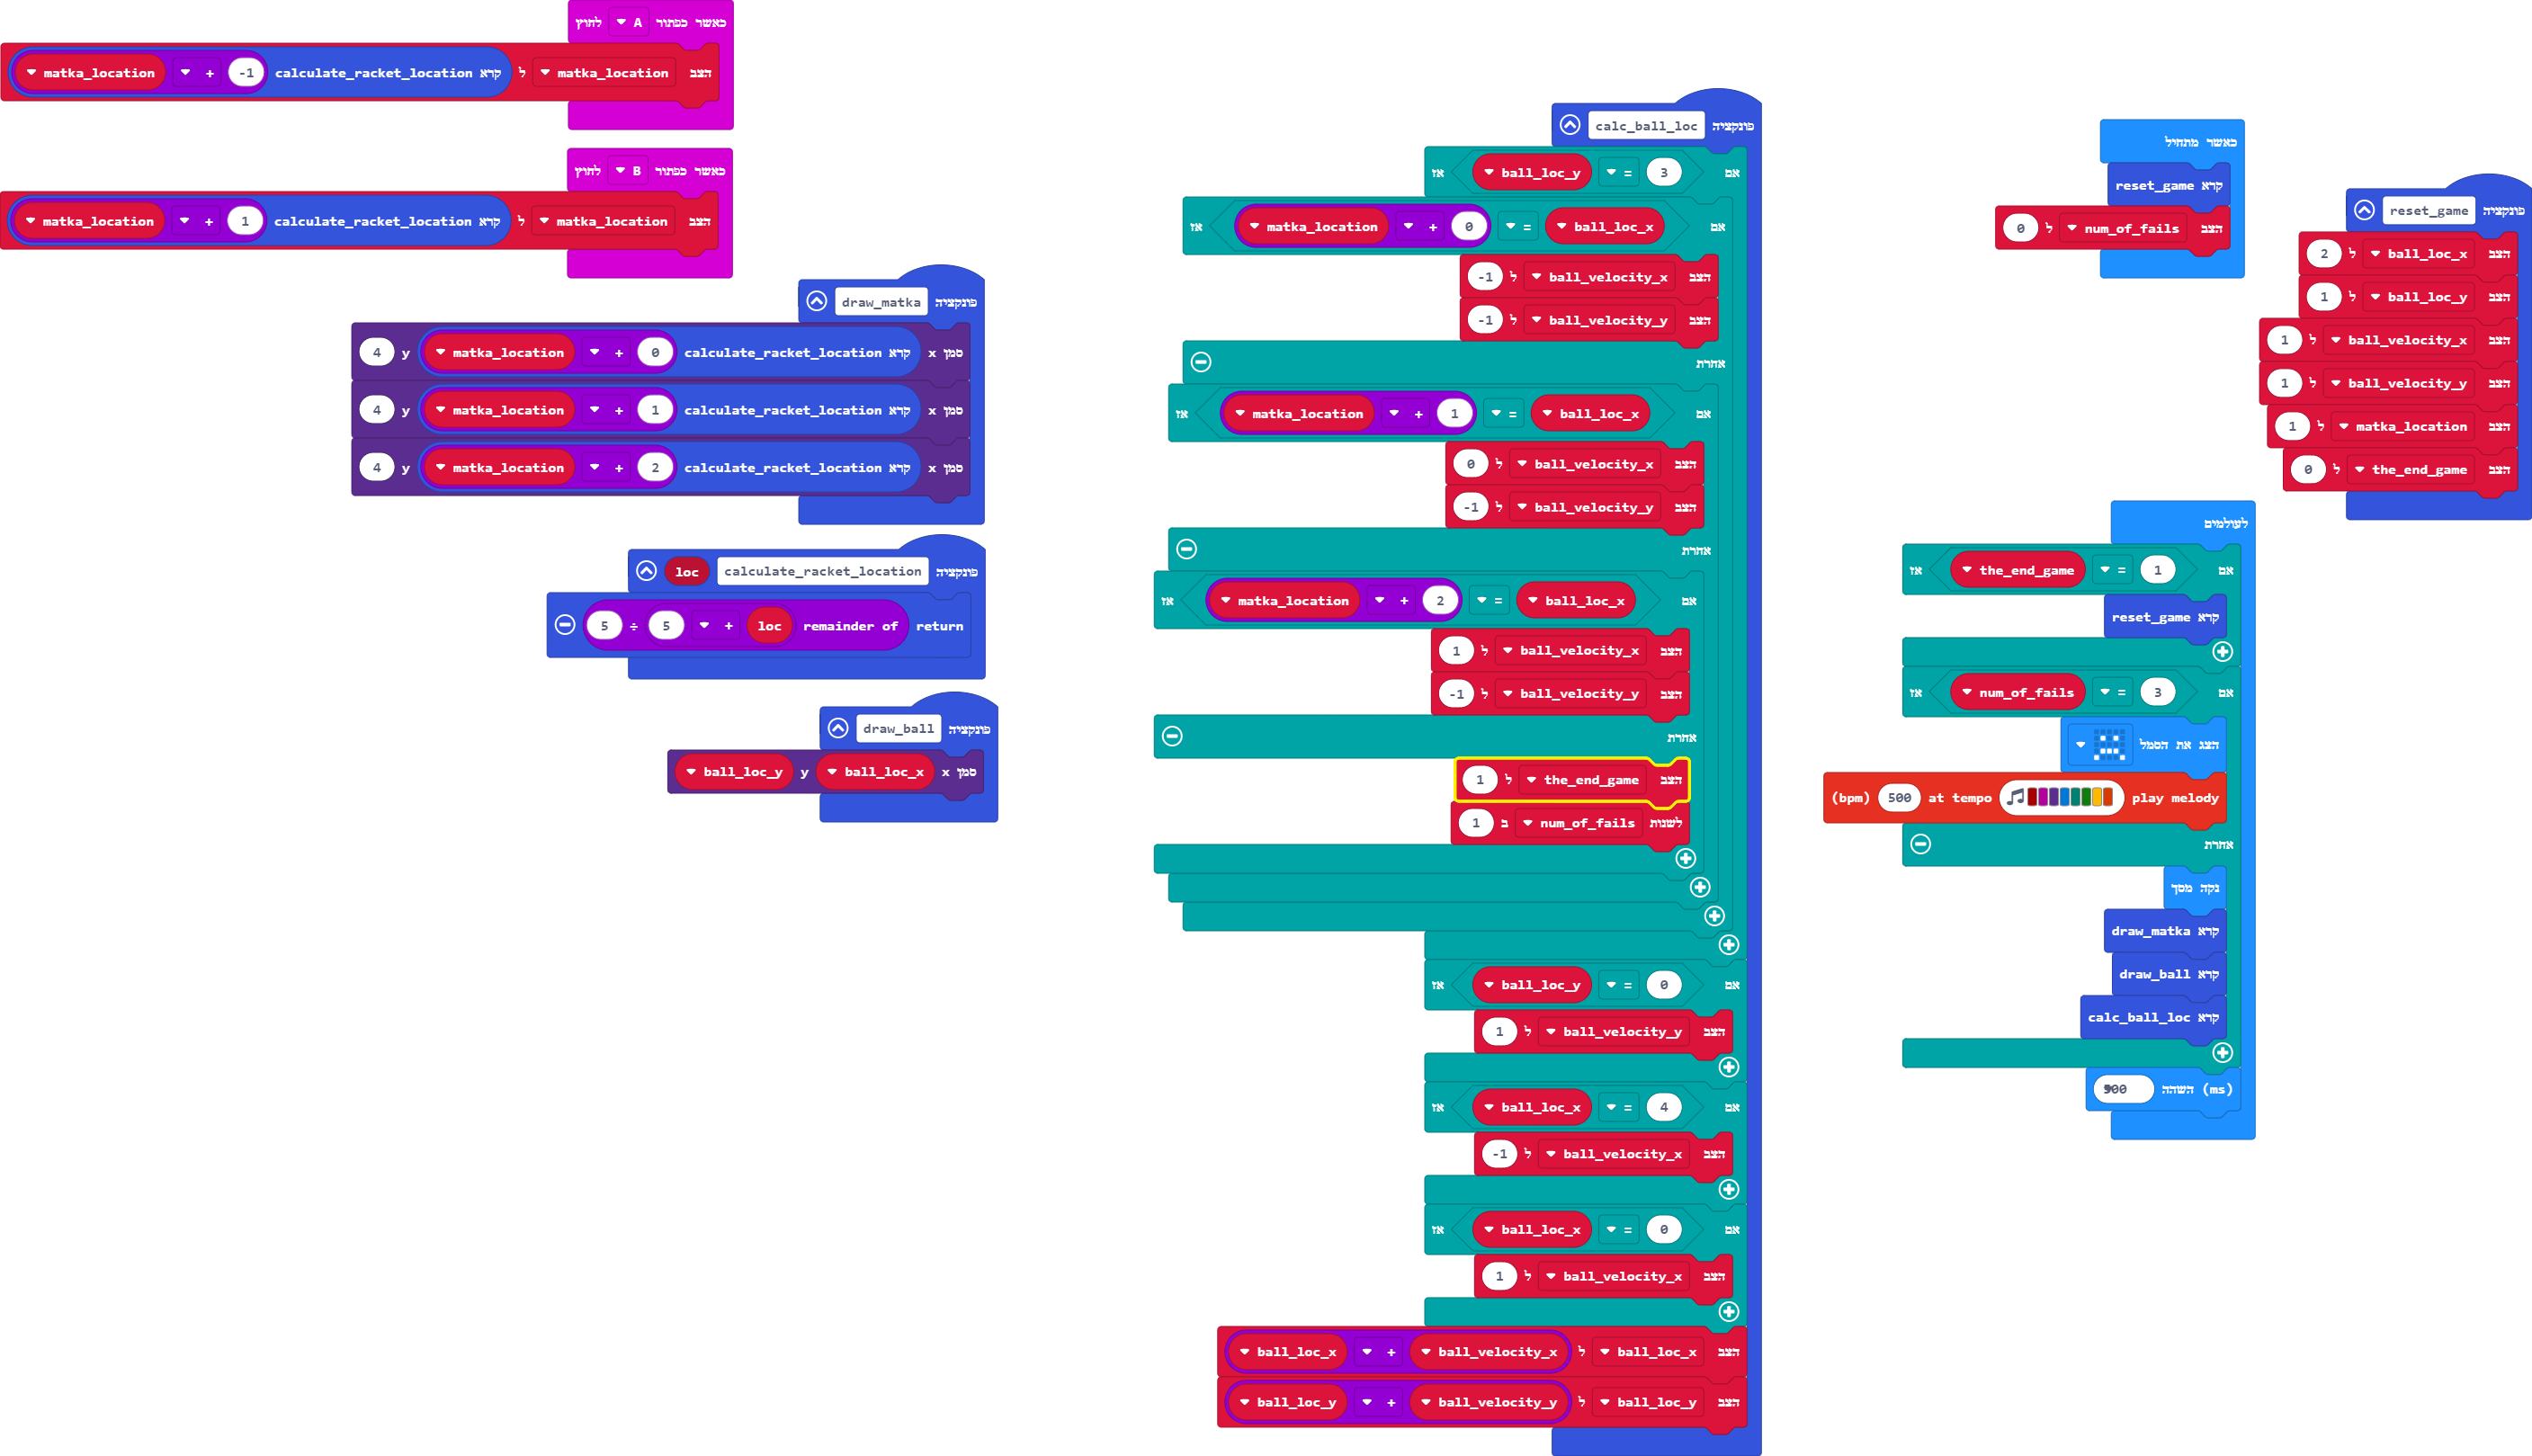 כאשר כפתור A לחוץ
הצב matka_location ל קרא calculate_racket_location -1 + matka_location
כאשר כפתור B לחוץ
הצב matka_location ל קרא calculate_racket_location 1 + matka_location
פונקציה draw_matka
סמן x קרא calculate_racket_location 0 + matka_location y 4
סמן x קרא calculate_racket_location 1 + matka_location y 4
סמן x קרא calculate_racket_location 2 + matka_location y 4
פונקציה calculate_racket_location loc
return remainder of loc + 5 ÷ 5
פונקציה draw_ball
סמן x ball_loc_x y ball_loc_y
פונקציה calc_ball_loc
אם 3 = ball_loc_y אז
אם ball_loc_x = 0 + matka_location אז
הצב ball_velocity_x ל -1
הצב ball_velocity_y ל -1
אחרת
אם ball_loc_x = 1 + matka_location אז
הצב ball_velocity_x ל 0
הצב ball_velocity_y ל -1
אחרת
אם ball_loc_x = 2 + matka_location אז
הצב ball_velocity_x ל 1
הצב ball_velocity_y ל -1
אחרת
הצב the_end_game ל 1
לשנות num_of_fails ב 1
אם 0 = ball_loc_y אז
הצב ball_velocity_y ל 1
אם 4 = ball_loc_x אז
הצב ball_velocity_x ל -1
אם 0 = ball_loc_x אז
הצב ball_velocity_x ל 1
הצב ball_loc_x ל ball_velocity_x + ball_loc_x
הצב ball_loc_y ל ball_velocity_y + ball_loc_y
כאשר מתחיל
קרא reset_game
הצב num_of_fails ל 0
פונקציה reset_game
הצב ball_loc_x ל 2
הצב ball_loc_y ל 1
הצב ball_velocity_x ל 1
הצב ball_velocity_y ל 1
הצב matka_location ל 1
הצב the_end_game ל 0
לעולמים
אם 1 = the_end_game אז
קרא reset_game
אם 3 = num_of_fails אז
הצג את הסמל
play melody at tempo 500 (bpm)
אחרת
נקה מסך
קרא draw_matka
קרא draw_ball
קרא calc_ball_loc
(ms) השהה